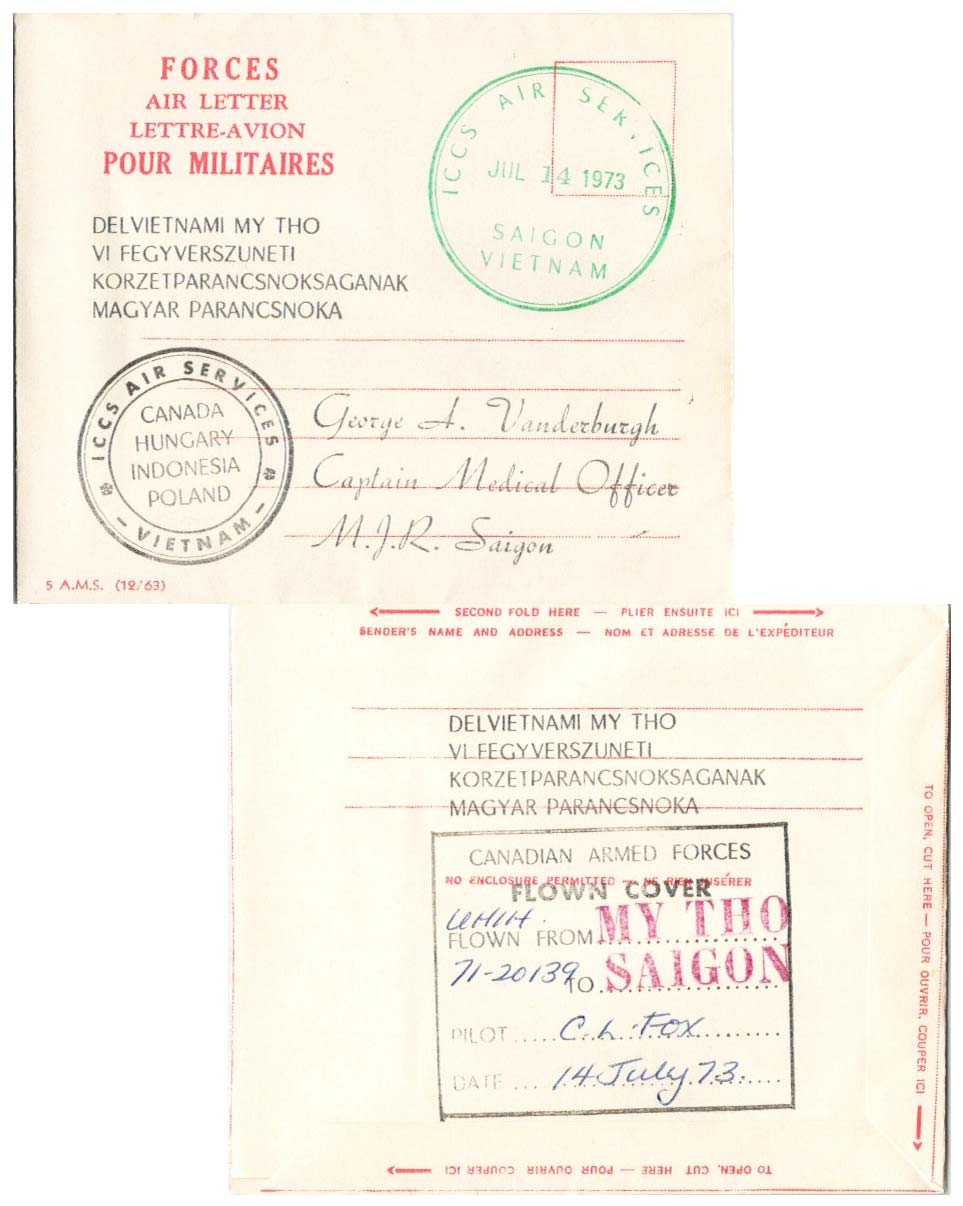 FORCES
AIR LETTER
LETTRE-AVION
POUR MILITAIRES
ICCS AIR SERVICES
JUL 14 1973
SAIGON
VIETNAM
DELVIETNAMI MY THO
VI FEGYVERSZUNETI
KORZETPARANCSNOKSAGANAK
MAGYAR PARANCSNOKA
ICCS AIR SERVICES
CANADA
HUNGARY
INDONESIA
POLAND
VIETNAM
George A. Vanderburgh
Captain Medical Officer
M.J.R. Saigon
5 A.M.S. (12/63)
SECOND FOLD HERE — PLIER ENSUITE ICI
SENDER'S NAME AND ADDRESS — NOM ET ADRESSE DE L'EXPÉDITEUR
DELVIETNAMI MY THO
VI FEGYVERSZUNETI
KORZETPARANCSNOKSAGANAK
MAGYAR PARANCSNOKA
CANADIAN ARMED FORCES
NO ENCLOSURE PERMITTED — NE RIEN INSÉRER
FLOWN COVER
UH1H
FLOWN FROM MY THO
71-20139 TO SAIGON
PILOT C. L. FOX
DATE 14 July 73
TO OPEN, CUT HERE — POUR OUVRIR, COUPER ICI
TO OPEN, CUT HERE — POUR OUVRIR COUPER ICI